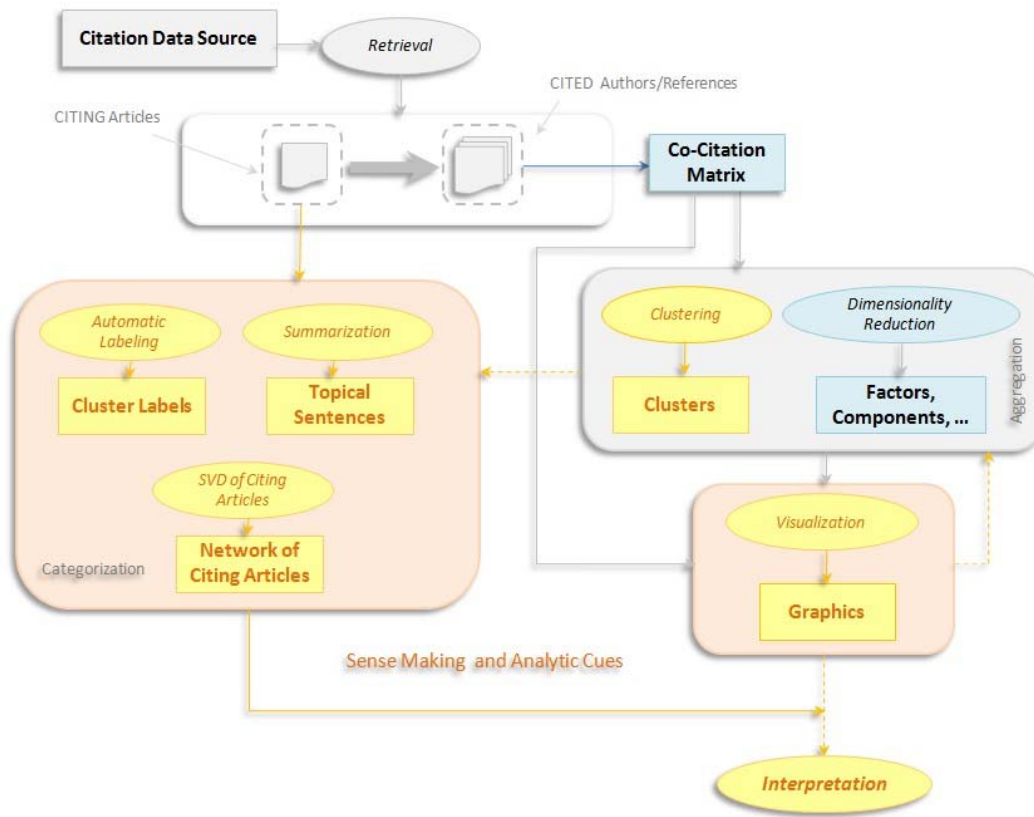 Citation Data Source
Retrieval
CITED Authors/References
CITING Articles
Co-Citation
Matrix
Automatic
Labeling
Summarization
Clustering
Dimensionality
Reduction
Cluster Labels
Topical
Sentences
Clusters
Factors,
Components, ...
Aggregation
SVD of Citing
Articles
Visualization
Categorization
Network of
Citing Articles
Graphics
Sense Making and Analytic Cues
Interpretation